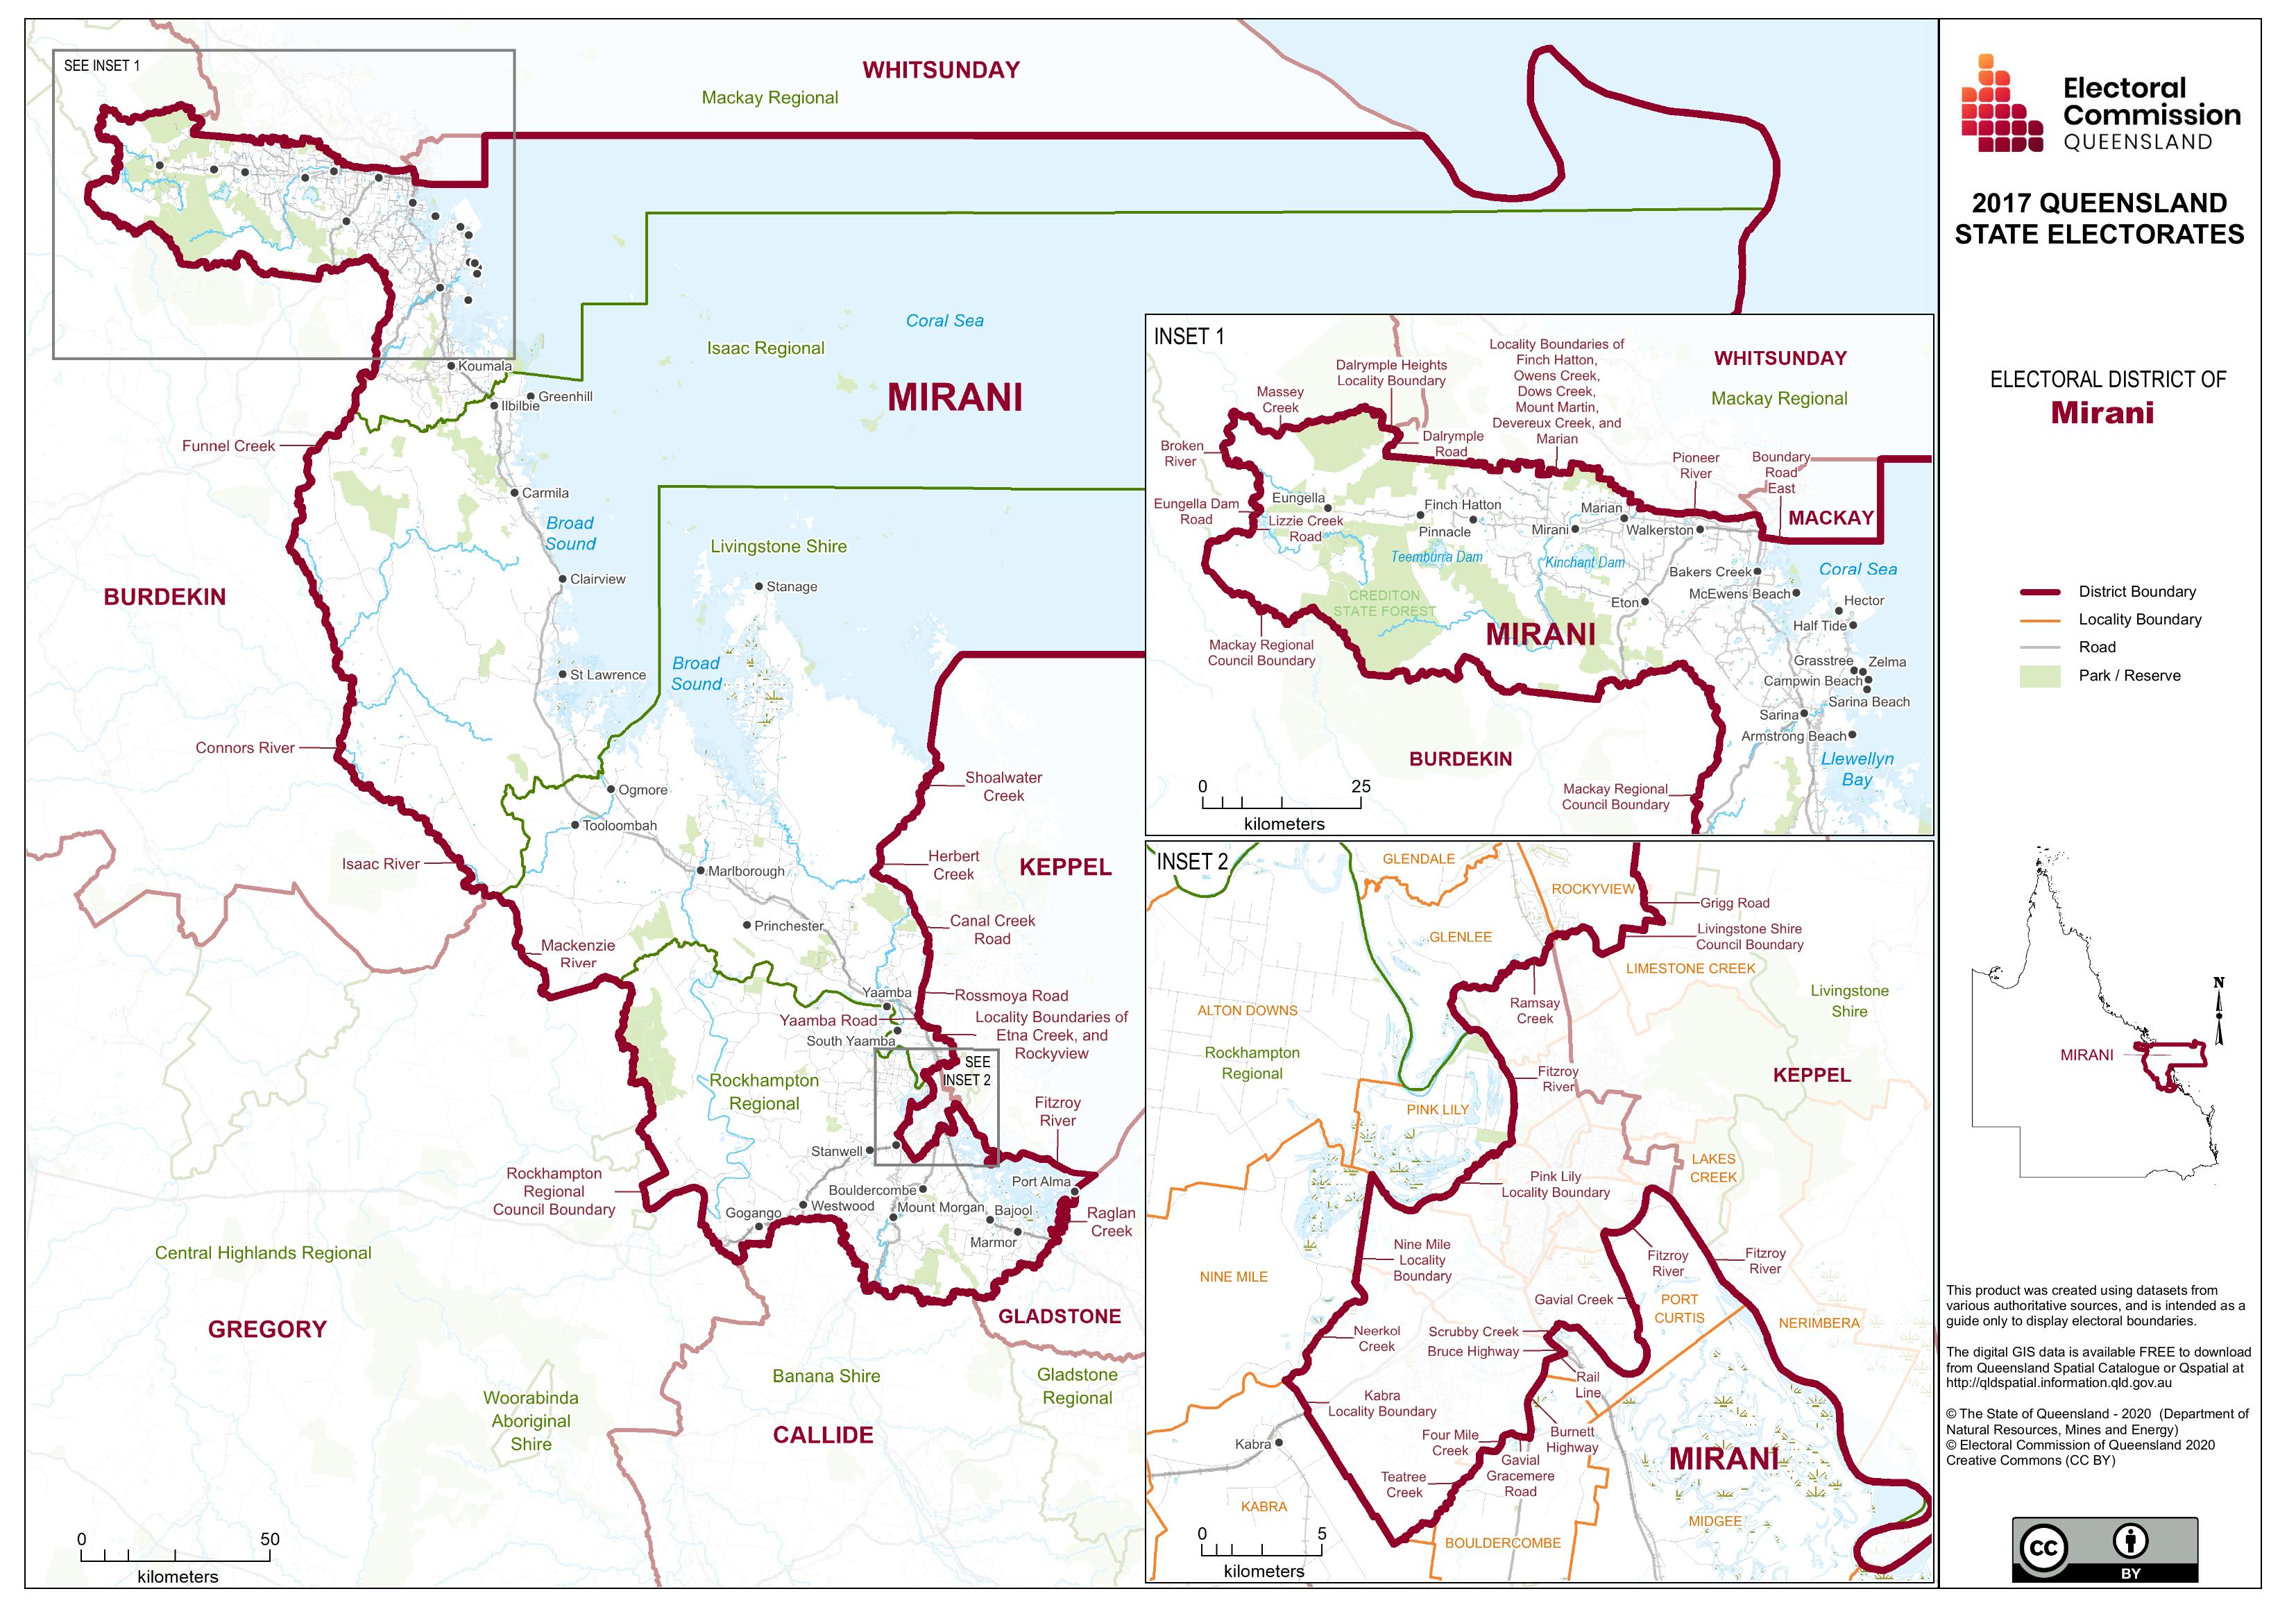 SEE INSET 1
WHITSUNDAY
Mackay Regional
Coral Sea
Isaac Regional
MIRANI
Koumala
Greenhill
Ilbilbie
Funnel Creek
Carmila
Broad
Sound
Livingstone Shire
Clairview
Stanage
BURDEKIN
St Lawrence
Broad
Sound
Connors River
Shoalwater
Creek
Ogmore
Tooloombah
Isaac River
Herbert
Creek
KEPPEL
Marlborough
Canal Creek
Road
Princhester
Mackenzie
River
Yaamba
Rossmoya Road
Yaamba Road
Locality Boundaries of
Etna Creek, and
Rockyview
South Yaamba
SEE
INSET 2
Rockhampton
Regional
Fitzroy
River
Stanwell
Rockhampton
Regional
Council Boundary
Port Alma
Bouldercombe
Westwood
Mount Morgan
Gogango
Bajool
Raglan
Creek
Marmor
Central Highlands Regional
GREGORY
GLADSTONE
Banana Shire
Gladstone
Regional
Woorabinda
Aboriginal
Shire
CALLIDE
0 50
kilometers
INSET 1
Locality Boundaries of
Finch Hatton,
Owens Creek,
Dows Creek,
Mount Martin,
Devereux Creek, and
Marian
WHITSUNDAY
Dalrymple Heights
Locality Boundary
Massey
Creek
Mackay Regional
Broken
River
Dalrymple
Road
Pioneer
River
Boundary
Road
East
Eungella Dam
Road
Eungella
Finch Hatton
Marian
MACKAY
Lizzie Creek
Road
Pinnacle
Mirani
Walkerston
Teemburra Dam
Kinchant Dam
Bakers Creek
Coral Sea
CREDITON
STATE FOREST
McEwens Beach
Eton
Hector
Half Tide
MIRANI
Mackay Regional
Council Boundary
Grasstree
Zelma
Campwin Beach
Sarina Beach
Sarina
Armstrong Beach
BURDEKIN
Llewellyn
Bay
Mackay Regional
Council Boundary
0 25
kilometers
INSET 2
GLENDALE
ROCKYVIEW
Grigg Road
GLENLEE
Livingstone Shire
Council Boundary
LIMESTONE CREEK
ALTON DOWNS
Ramsay
Creek
Livingstone
Shire
Rockhampton
Regional
Fitzroy
River
KEPPEL
PINK LILY
LAKES
CREEK
Pink Lily
Locality Boundary
Nine Mile
Locality
Boundary
Fitzroy
River
Fitzroy
River
NINE MILE
Gavial Creek
PORT
CURTIS
NERIMBERA
Neerkol
Creek
Scrubby Creek
Bruce Highway
Rail
Line
Kabra
Locality Boundary
Kabra
Four Mile
Creek
Burnett
Highway
Gavial
Gracemere
Road
MIRANI
Teatree
Creek
KABRA
MIDGEE
BOULDERCOMBE
0 5
kilometers
Electoral
Commission
QUEENSLAND
2017 QUEENSLAND
STATE ELECTORATES
ELECTORAL DISTRICT OF
Mirani
District Boundary
Locality Boundary
Road
Park / Reserve
N
MIRANI
This product was created using datasets from
various authoritative sources, and is intended as a
guide only to display electoral boundaries.
The digital GIS data is available FREE to download
from Queensland Spatial Catalogue or Qspatial at
http://qldspatial.information.qld.gov.au
© The State of Queensland - 2020 (Department of
Natural Resources, Mines and Energy)
© Electoral Commission of Queensland 2020
Creative Commons (CC BY)
CC
BY